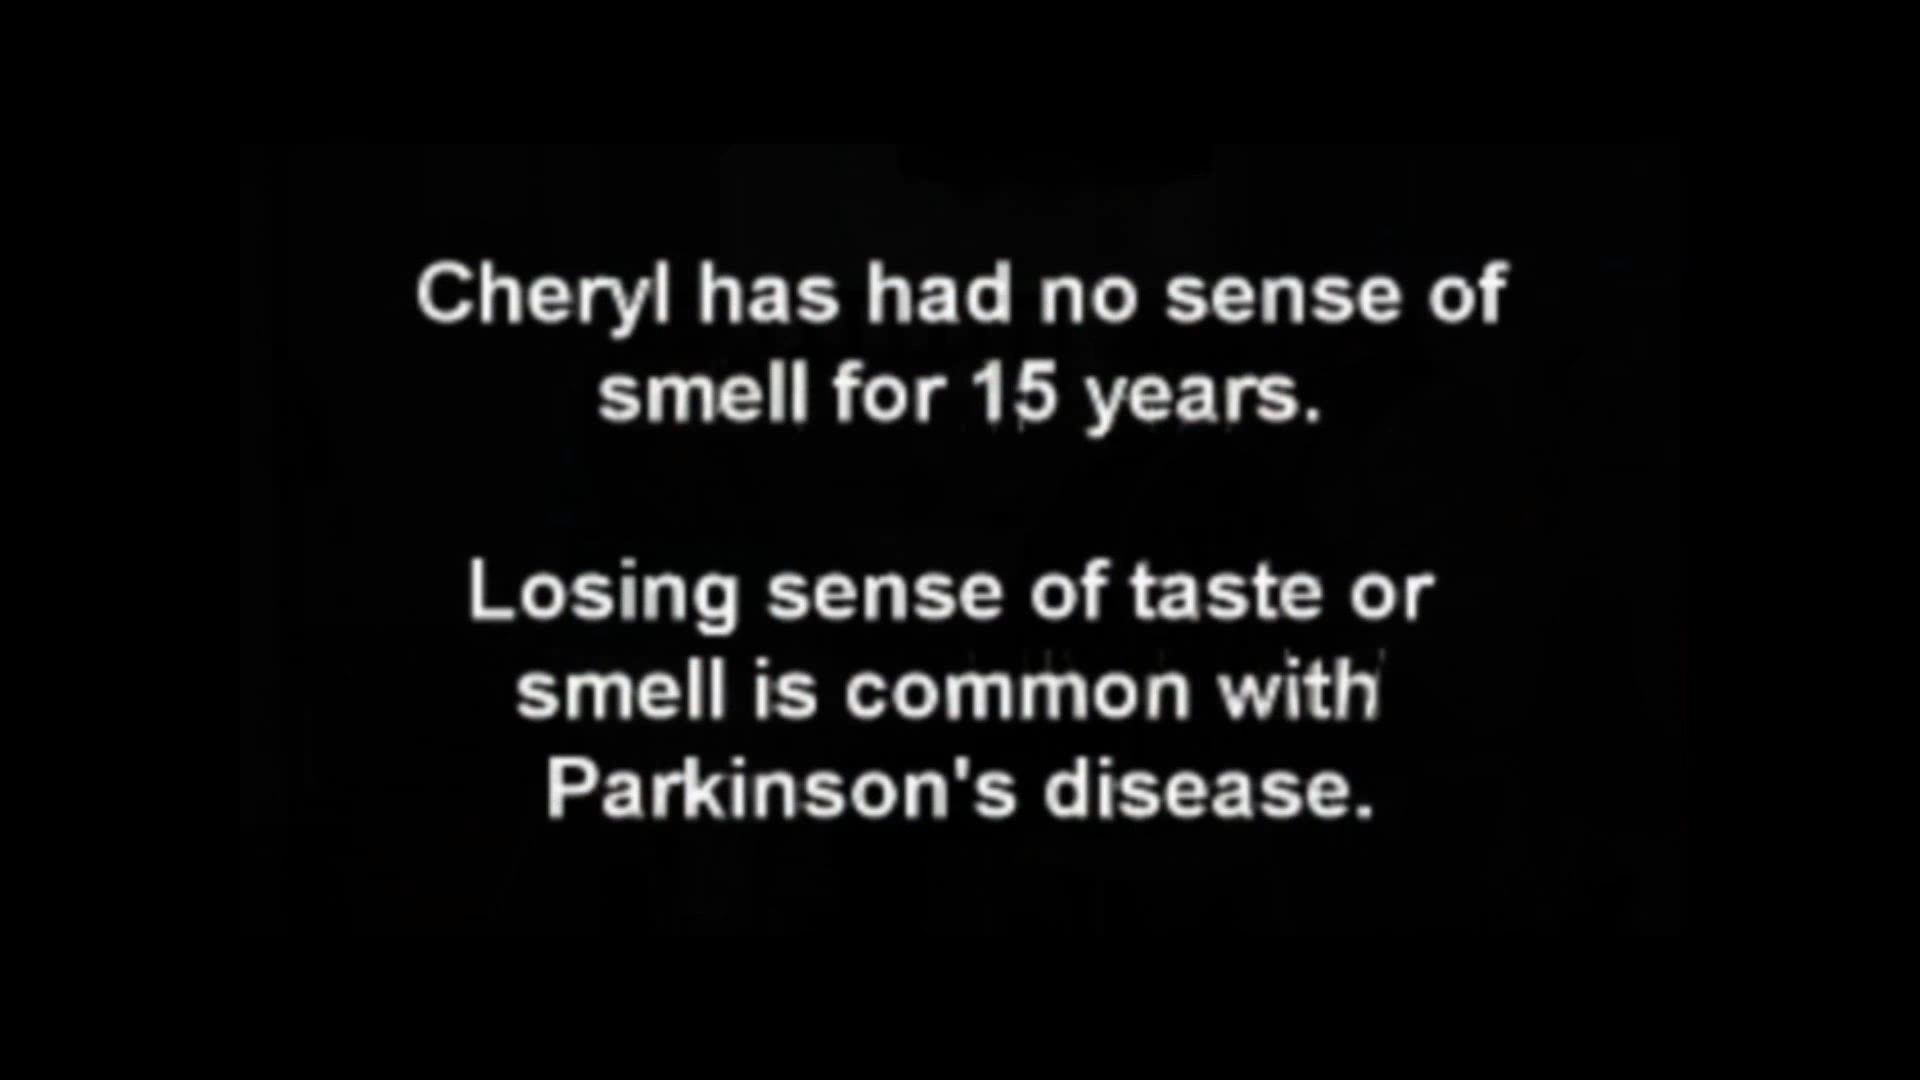 Cheryl has had no sense of
smell for 15 years.
Losing sense of taste or
smell is common with
Parkinson's disease.